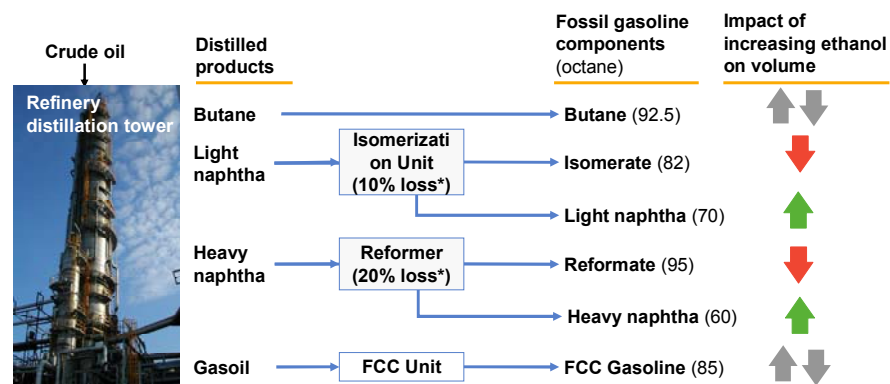 Crude oil
Refinery
distillation tower
Distilled
products
Fossil gasoline
components
(octane)
Impact of
increasing ethanol
on volume
Butane
Butane (92.5)
Light
naphtha
Isomerizati
on Unit
(10% loss*)
Isomerate (82)
Light naphtha (70)
Heavy
naphtha
Reformer
(20% loss*)
Reformate (95)
Heavy naphtha (60)
Gasoil
FCC Unit
FCC Gasoline (85)